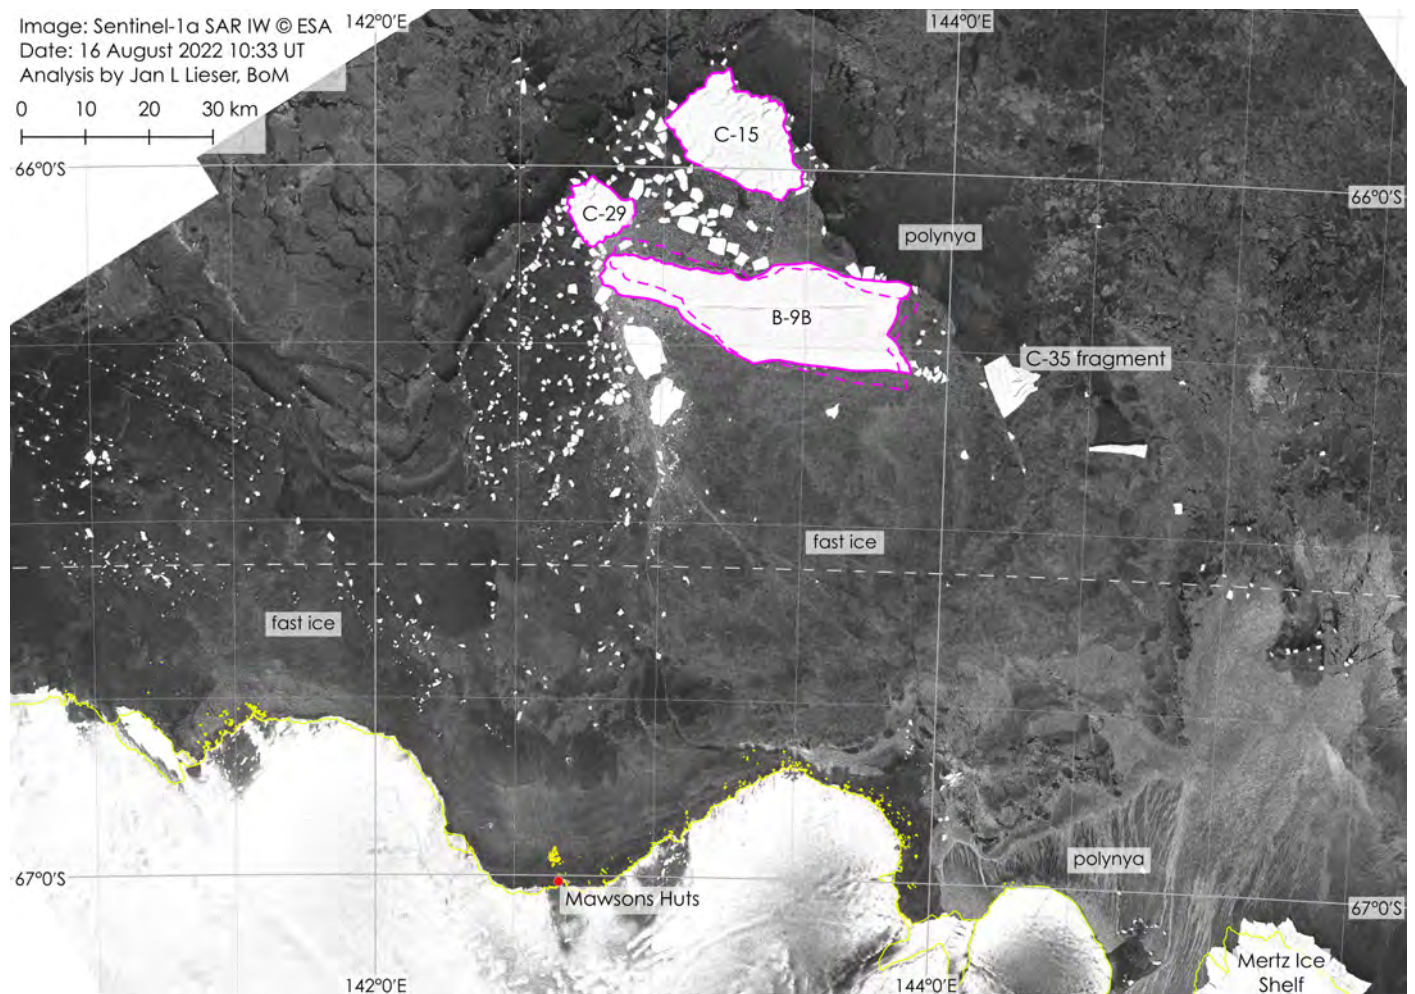 Image: Sentinel-1a SAR IW © ESA
Date: 16 August 2022 10:33 UT
Analysis by Jan L Lieser, BoM
0 10 20 30 km
142°0'E
144°0'E
C-15
66°0'S
66°0'S
C-29
polynya
B-9B
C-35 fragment
fast ice
fast ice
polynya
67°0'S
Mawsons Huts
67°0'S
Mertz Ice
Shelf
142°0'E
144°0'E